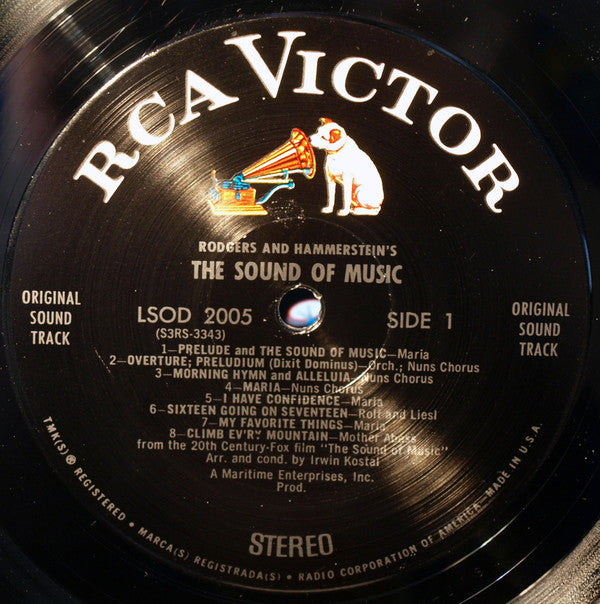 RCA VICTOR
RODGERS AND HAMMERSTEIN'S
THE SOUND OF MUSIC
ORIGINAL
SOUND
TRACK
LSOD 2005
(S3RS-3343)
SIDE 1
ORIGINAL
SOUND
TRACK
1—PRELUDE and THE SOUND OF MUSIC—Maria
2—OVERTURE; PRELUDIUM (Dixit Dominus)—Orch.; Nuns Chorus
3—MORNING HYMN and ALLELUIA—Nuns Chorus
4—MARIA—Nuns Chorus
5—I HAVE CONFIDENCE—Maria
6—SIXTEEN GOING ON SEVENTEEN—Rolf and Liesl
7—MY FAVORITE THINGS—Maria
8—CLIMB EV'RY MOUNTAIN—Mother Abbess
from the 20th Century-Fox film "The Sound of Music"
Arr. and cond. by Irwin Kostal
A Maritime Enterprises, Inc.
Prod.
STEREO
TMK(S) ® REGISTERED • MARCA(S) REGISTRADA(S) • RADIO CORPORATION OF AMERICA—MADE IN U.S.A.